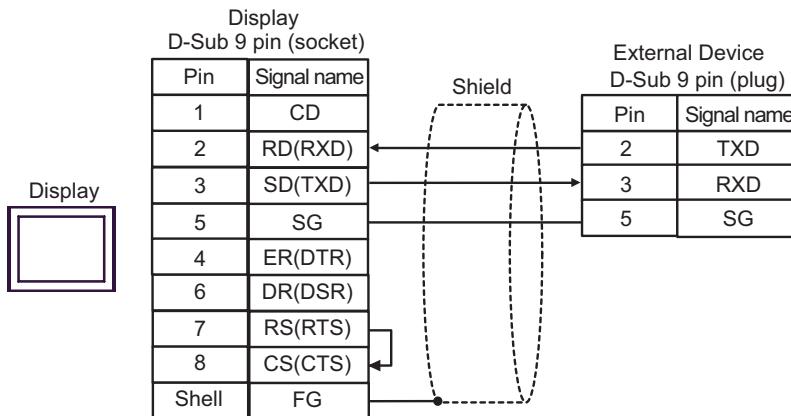 Display
D-Sub 9 pin (socket)
Pin Signal name
1 CD
2 RD(RXD)
3 SD(TXD)
5 SG
4 ER(DTR)
6 DR(DSR)
7 RS(RTS)
8 CS(CTS)
Shell FG
Display
Shield
External Device
D-Sub 9 pin (plug)
Pin Signal name
2 TXD
3 RXD
5 SG